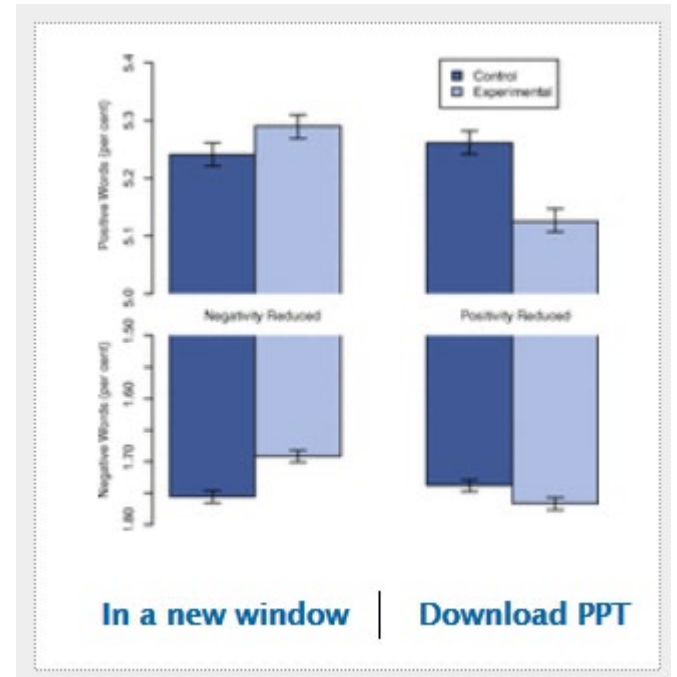 5.4
Control
Experimental
5.3
Positive Words (per cent)
5.2
5.1
5.0
Negativity Reduced
Positivity Reduced
1.50
1.60
Negative Words (per cent)
1.70
1.80
In a new window
Download PPT